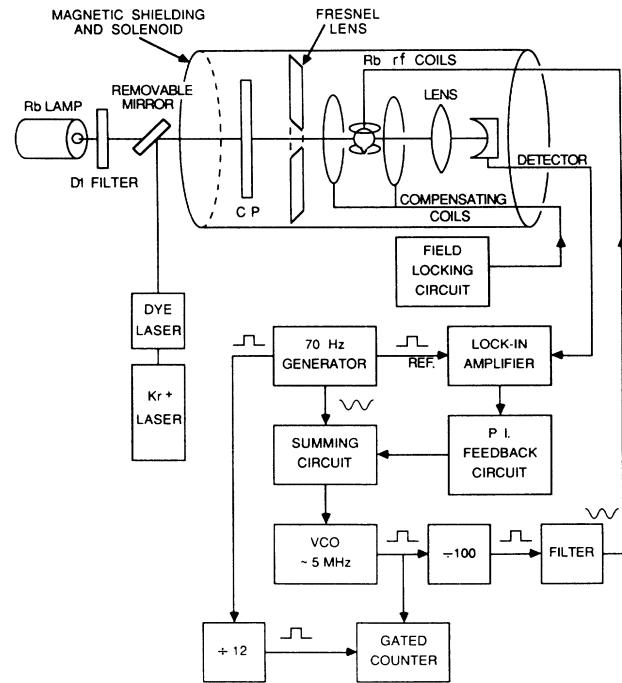 MAGNETIC SHIELDING
AND SOLENOID
FRESNEL
LENS
REMOVABLE
MIRROR
Rb LAMP
Rb rf COILS
LENS
D1 FILTER
C P
DETECTOR
COMPENSATING
COILS
FIELD
LOCKING
CIRCUIT
DYE
LASER
Kr +
LASER
70 Hz
GENERATOR
REF.
LOCK-IN
AMPLIFIER
SUMMING
CIRCUIT
P I.
FEEDBACK
CIRCUIT
VCO
~ 5 MHz
÷100
FILTER
÷ 12
GATED
COUNTER